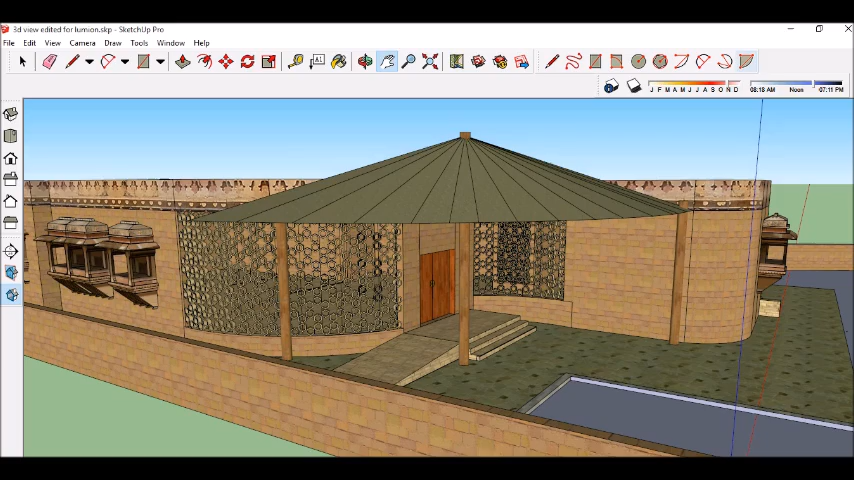 3d view edited for lumion.skp - SketchUp Pro
File Edit View Camera Draw Tools Window Help
A1
J F M A M J J A S O N D 08:18 AM Noon 07:11 PM